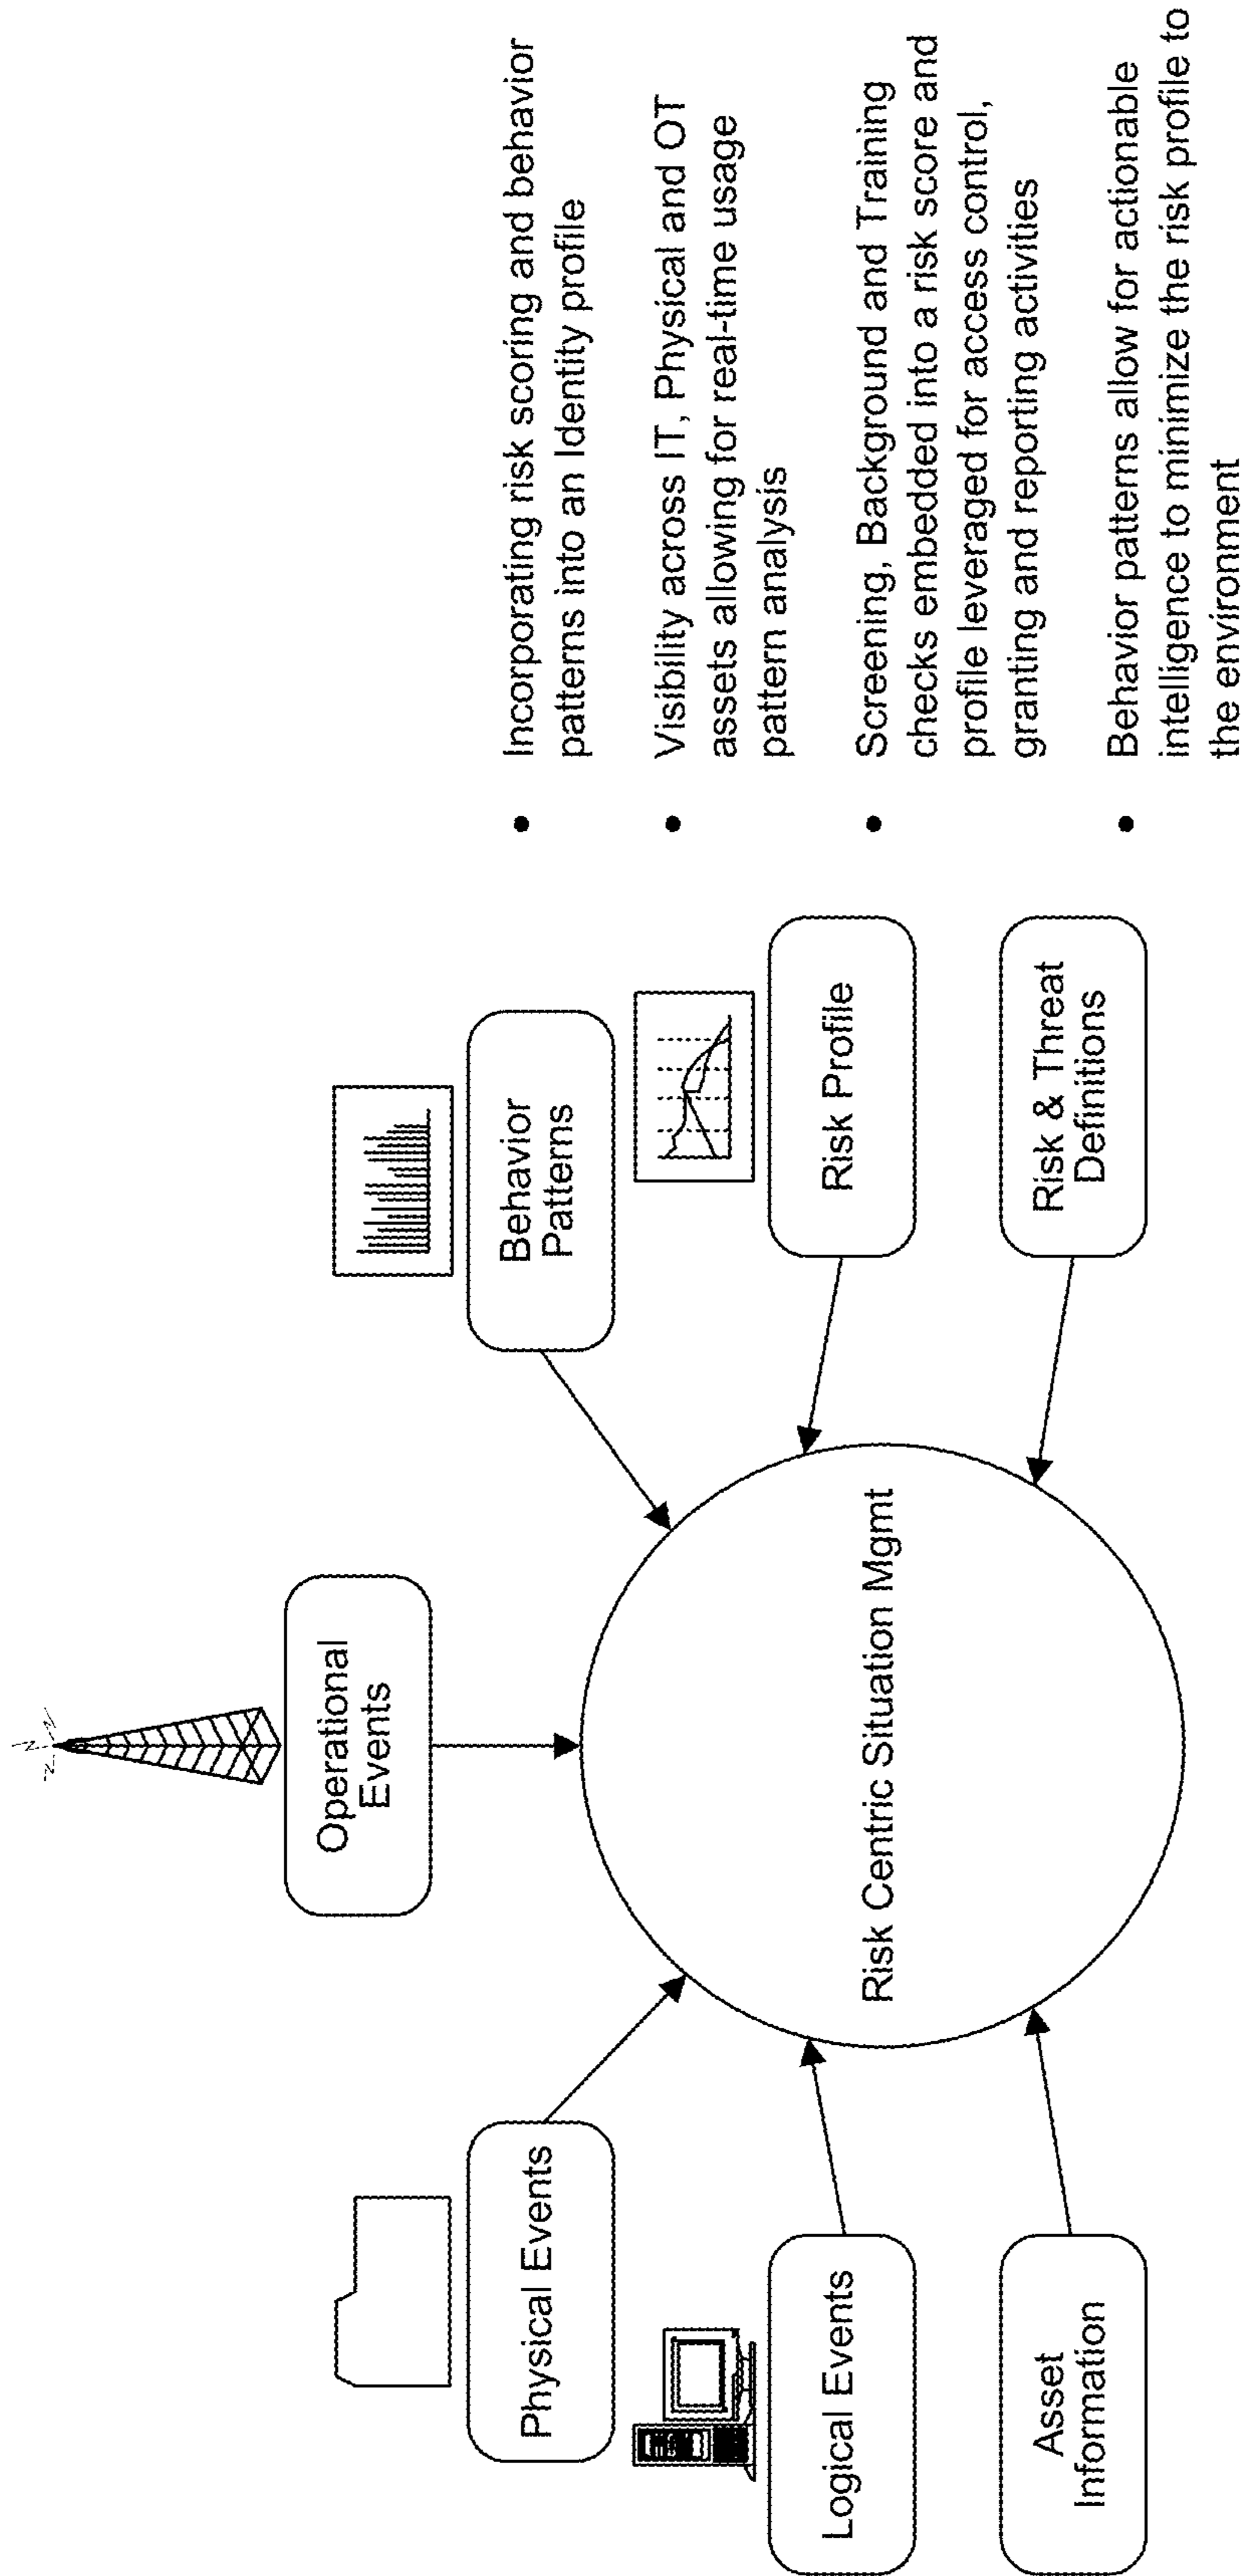 Operational
Events
Physical Events
Behavior
Patterns
Logical Events
Risk Profile
Asset
Information
Risk & Threat
Definitions
Risk Centric Situation Mgmt
• Incorporating risk scoring and behavior
patterns into an Identity profile
• Visibility across IT, Physical and OT
assets allowing for real-time usage
pattern analysis
• Screening, Background and Training
checks embedded into a risk score and
profile leveraged for access control,
granting and reporting activities
• Behavior patterns allow for actionable
intelligence to minimize the risk profile to
the environment